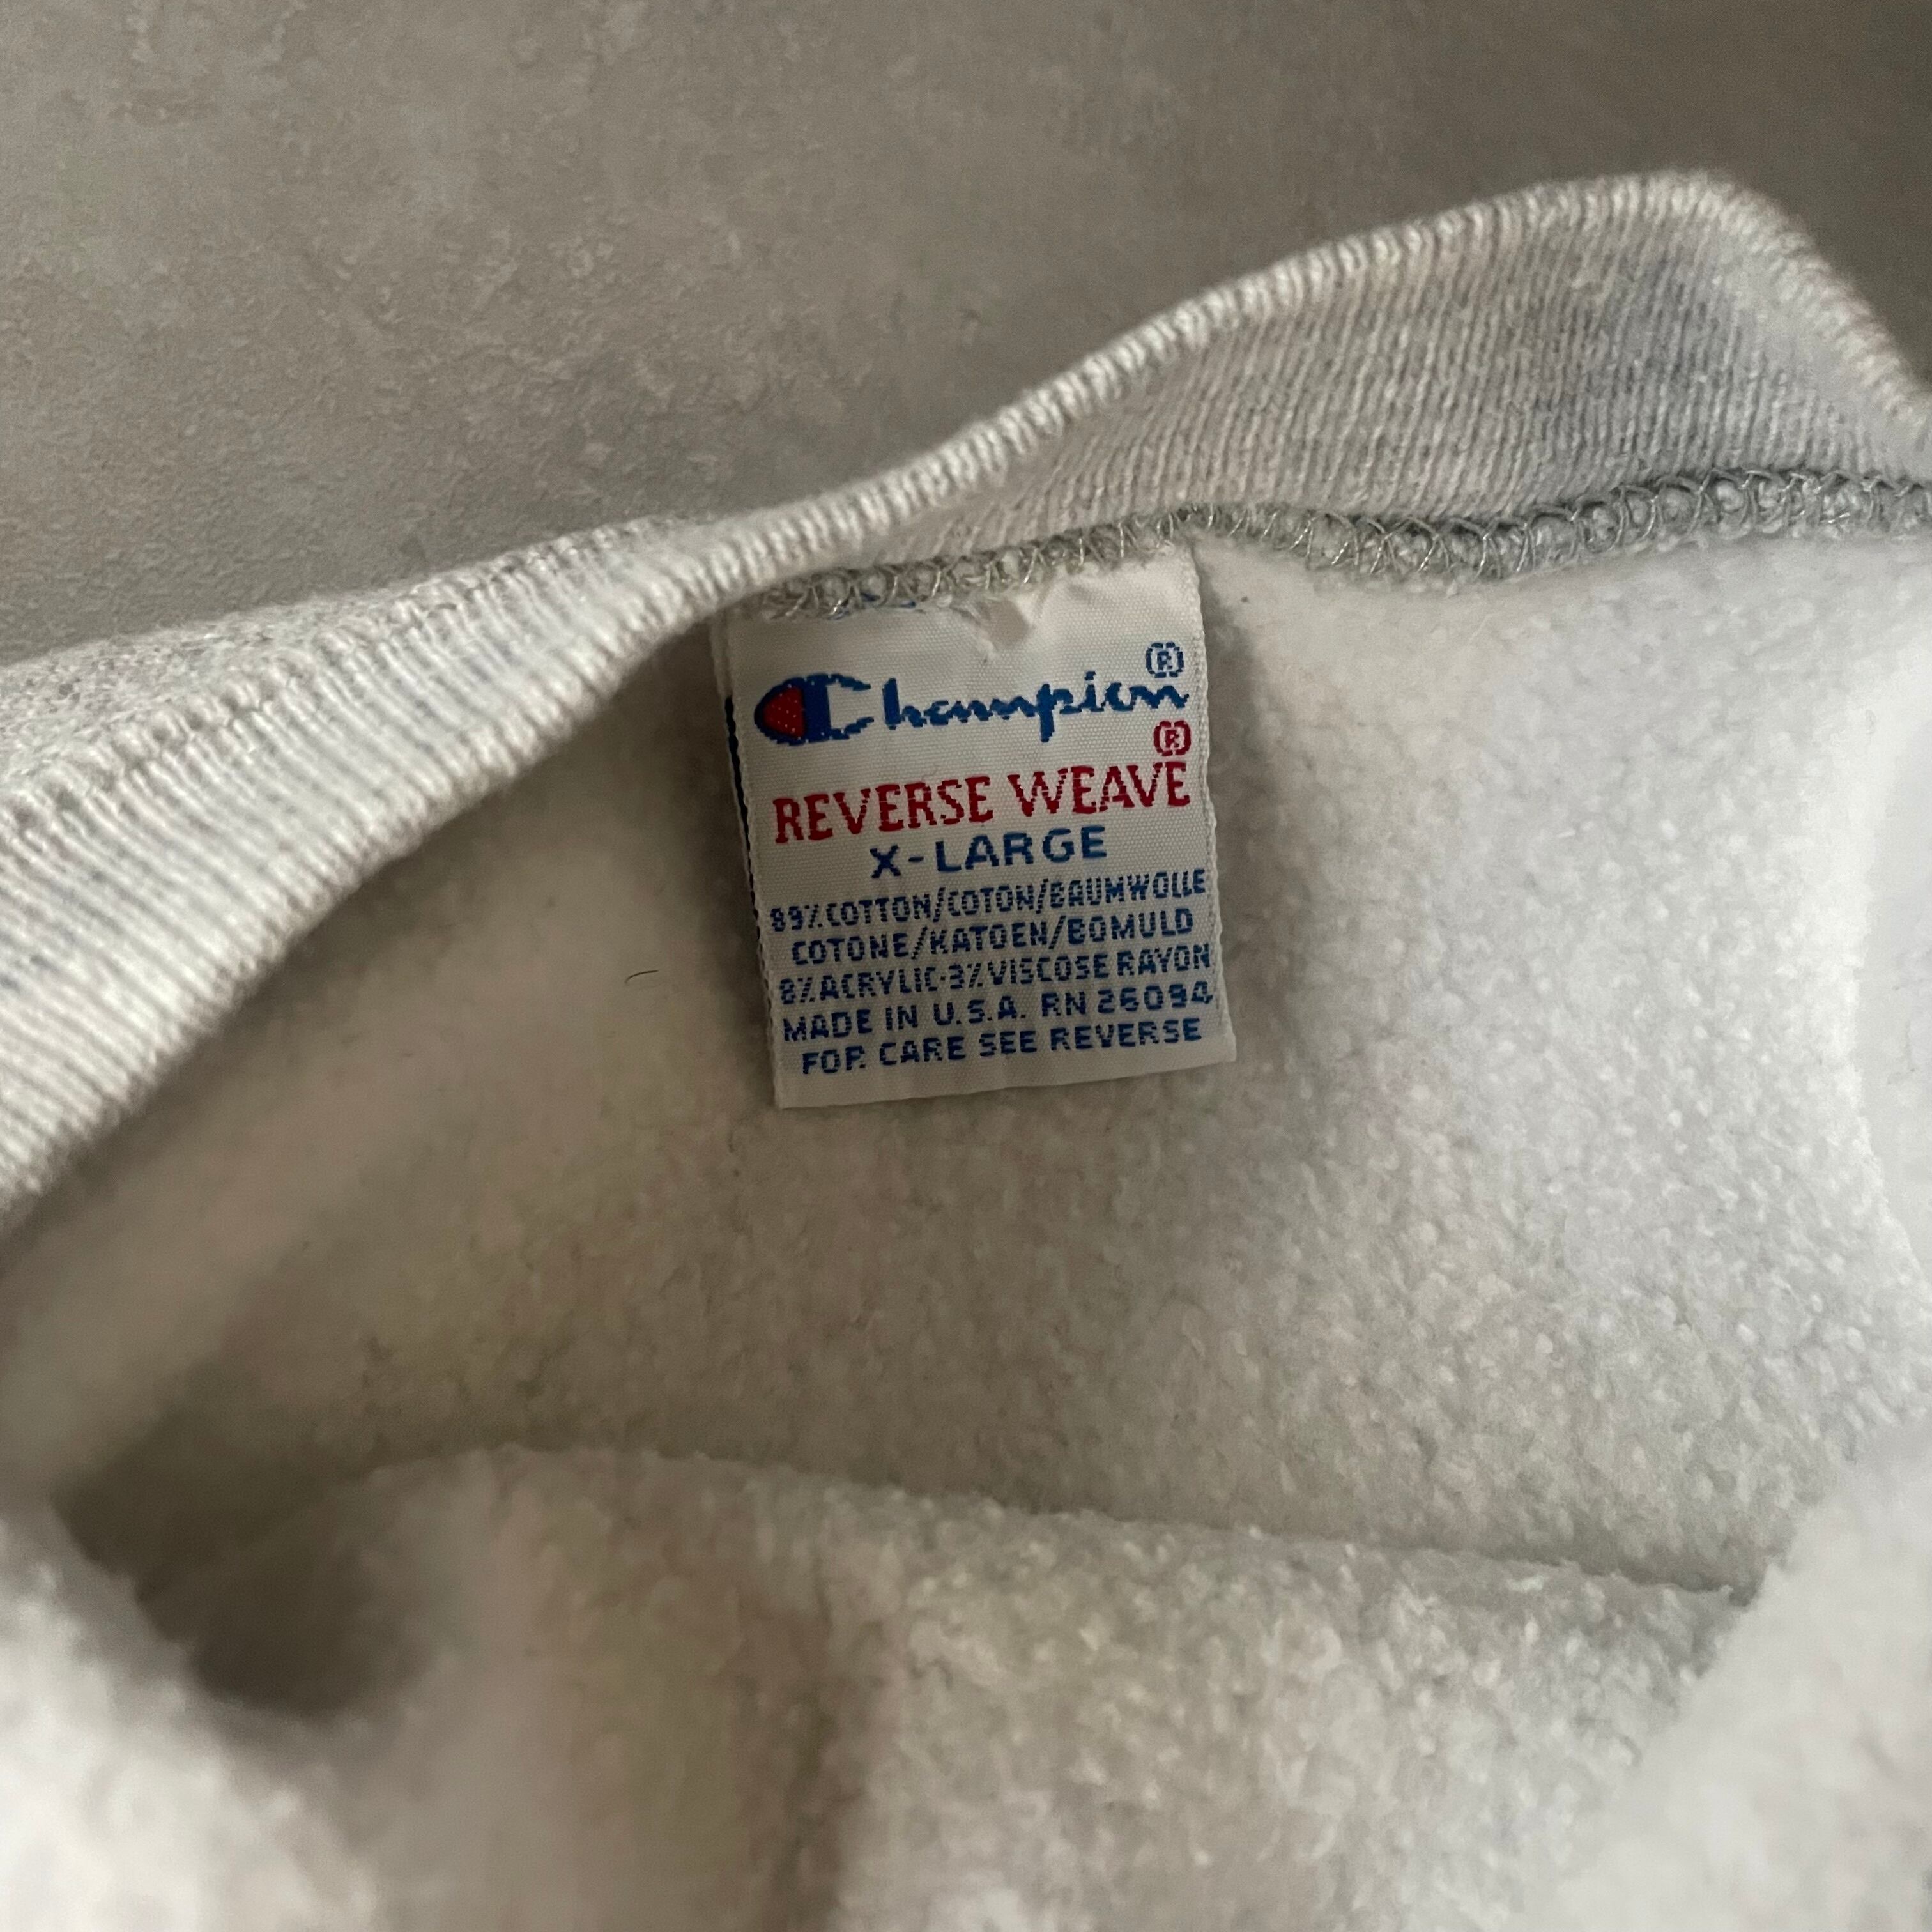 Champion®
®
REVERSE WEAVE
X-LARGE
89% COTTON/COTON/BAUMWOLLE
COTONE/KATOEN/BOMULD
8% ACRYLIC·3% VISCOSE RAYON
MADE IN U.S.A. RN 26094
FOR CARE SEE REVERSE